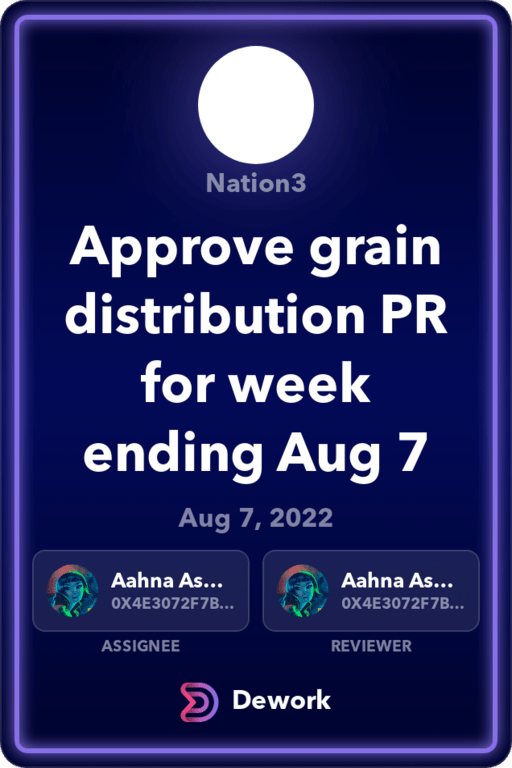 Nation3
Approve grain
distribution PR
for week
ending Aug 7
Aug 7, 2022
Aahna As... Aahna As...
0X4E3072F7B... 0X4E3072F7B...
ASSIGNEE REVIEWER
Dework